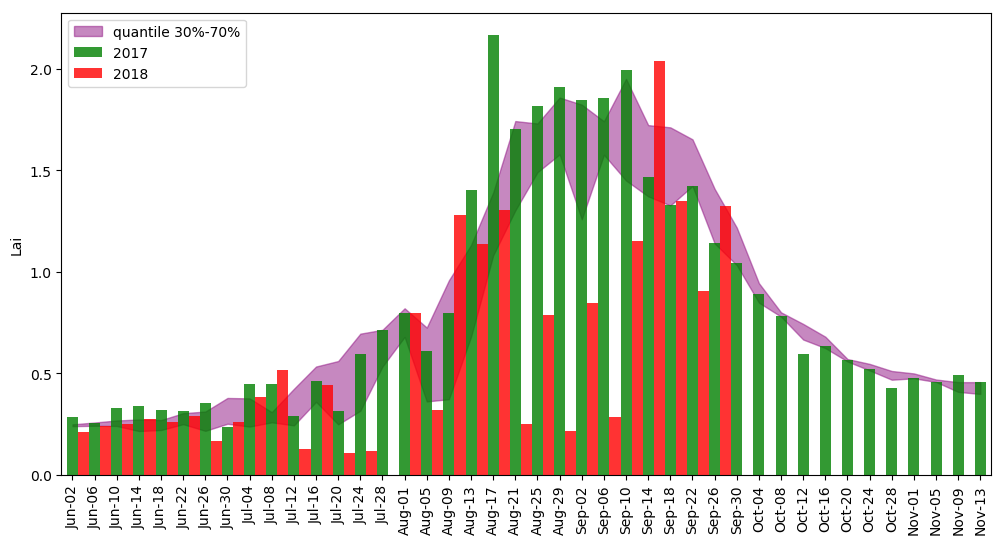 quantile 30%-70%
2017
2018
Lai
2.0
1.5
1.0
0.5
0.0
Jun-02
Jun-06
Jun-10
Jun-14
Jun-18
Jun-22
Jun-26
Jun-30
Jul-04
Jul-08
Jul-12
Jul-16
Jul-20
Jul-24
Jul-28
Aug-01
Aug-05
Aug-09
Aug-13
Aug-17
Aug-21
Aug-25
Aug-29
Sep-02
Sep-06
Sep-10
Sep-14
Sep-18
Sep-22
Sep-26
Sep-30
Oct-04
Oct-08
Oct-12
Oct-16
Oct-20
Oct-24
Oct-28
Nov-01
Nov-05
Nov-09
Nov-13